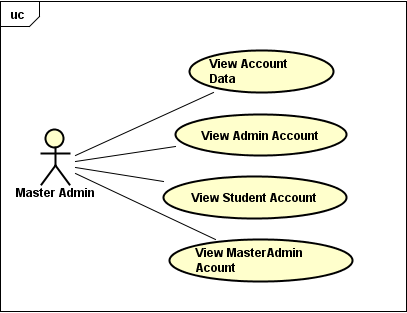 uc
View Account
Data
View Admin Account
Master Admin
View Student Account
View MasterAdmin
Acount